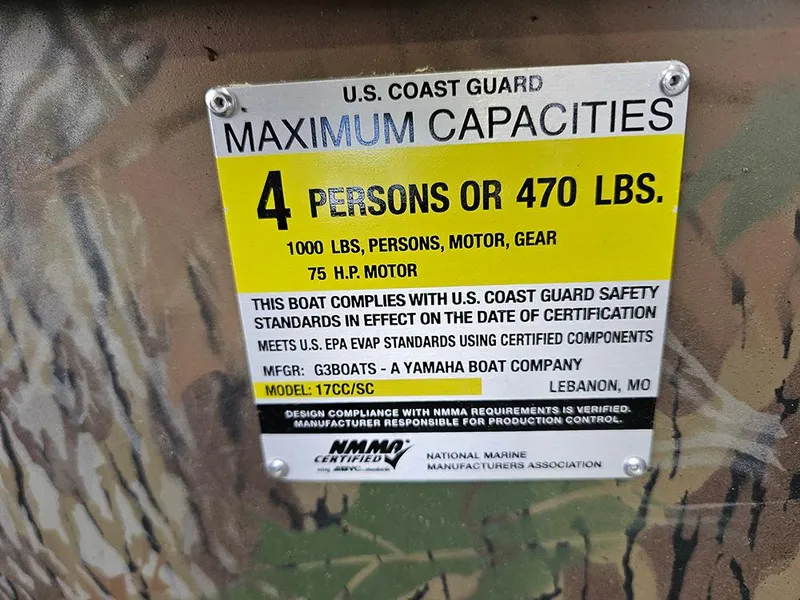 U.S. COAST GUARD
MAXIMUM CAPACITIES
4 PERSONS OR 470 LBS.
1000 LBS, PERSONS, MOTOR, GEAR
75 H.P. MOTOR
THIS BOAT COMPLIES WITH U.S. COAST GUARD SAFETY
STANDARDS IN EFFECT ON THE DATE OF CERTIFICATION
MEETS U.S. EPA EVAP STANDARDS USING CERTIFIED COMPONENTS
MFGR: G3BOATS - A YAMAHA BOAT COMPANY
MODEL: 17CC/SC LEBANON, MO
DESIGN COMPLIANCE WITH NMMA REQUIREMENTS IS VERIFIED.
MANUFACTURER RESPONSIBLE FOR PRODUCTION CONTROL.
NMMA
CERTIFIED
using ABYC standards
NATIONAL MARINE
MANUFACTURERS ASSOCIATION